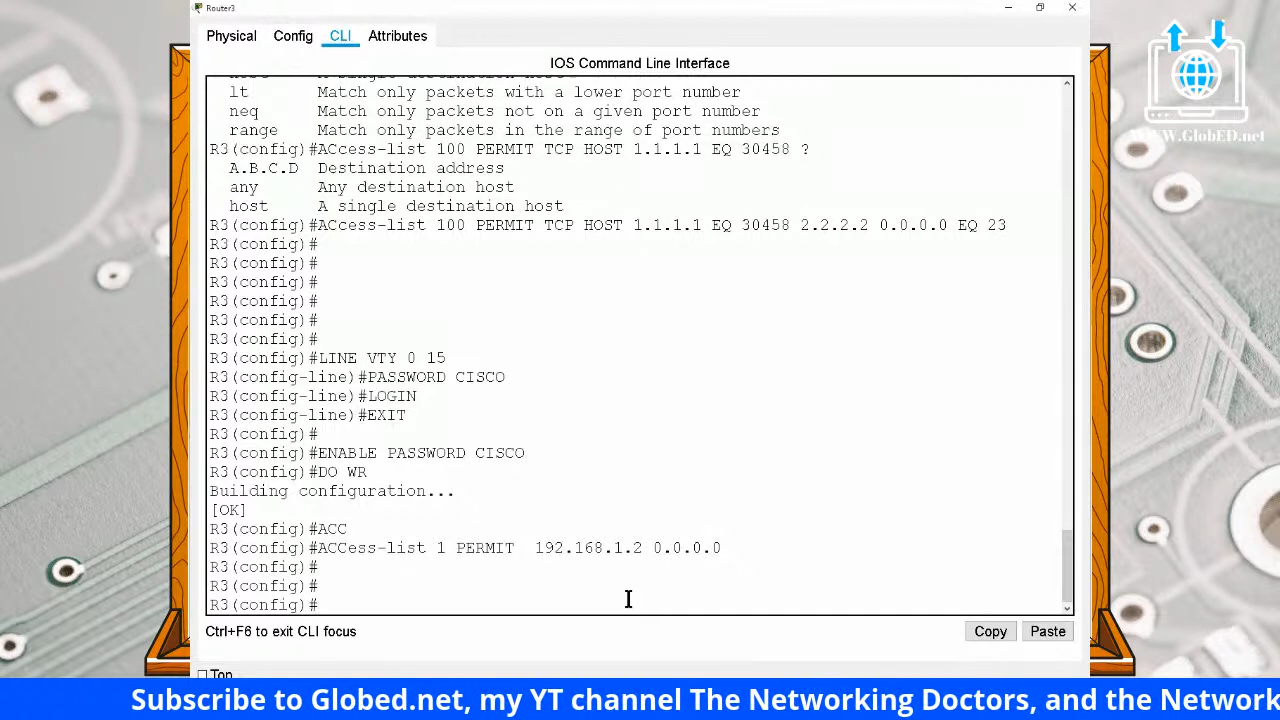 Router3
Physical Config CLI Attributes
IOS Command Line Interface
host A single destination host
lt Match only packets with a lower port number
neq Match only packets not on a given port number
range Match only packets in the range of port numbers
R3(config)#ACcess-list 100 PERMIT TCP HOST 1.1.1.1 EQ 30458 ?
A.B.C.D Destination address
any Any destination host
host A single destination host
R3(config)#ACcess-list 100 PERMIT TCP HOST 1.1.1.1 EQ 30458 2.2.2.2 0.0.0.0 EQ 23
R3(config)#
R3(config)#
R3(config)#
R3(config)#
R3(config)#
R3(config)#
R3(config)#LINE VTY 0 15
R3(config-line)#PASSWORD CISCO
R3(config-line)#LOGIN
R3(config-line)#EXIT
R3(config)#
R3(config)#ENABLE PASSWORD CISCO
R3(config)#DO WR
Building configuration...
[OK]
R3(config)#ACC
R3(config)#ACCess-list 1 PERMIT  192.168.1.2 0.0.0.0
R3(config)#
R3(config)#
R3(config)#
Ctrl+F6 to exit CLI focus
Copy Paste
Top
WWW.GlobED.net
Subscribe to Globed.net, my YT channel The Networking Doctors, and the Network